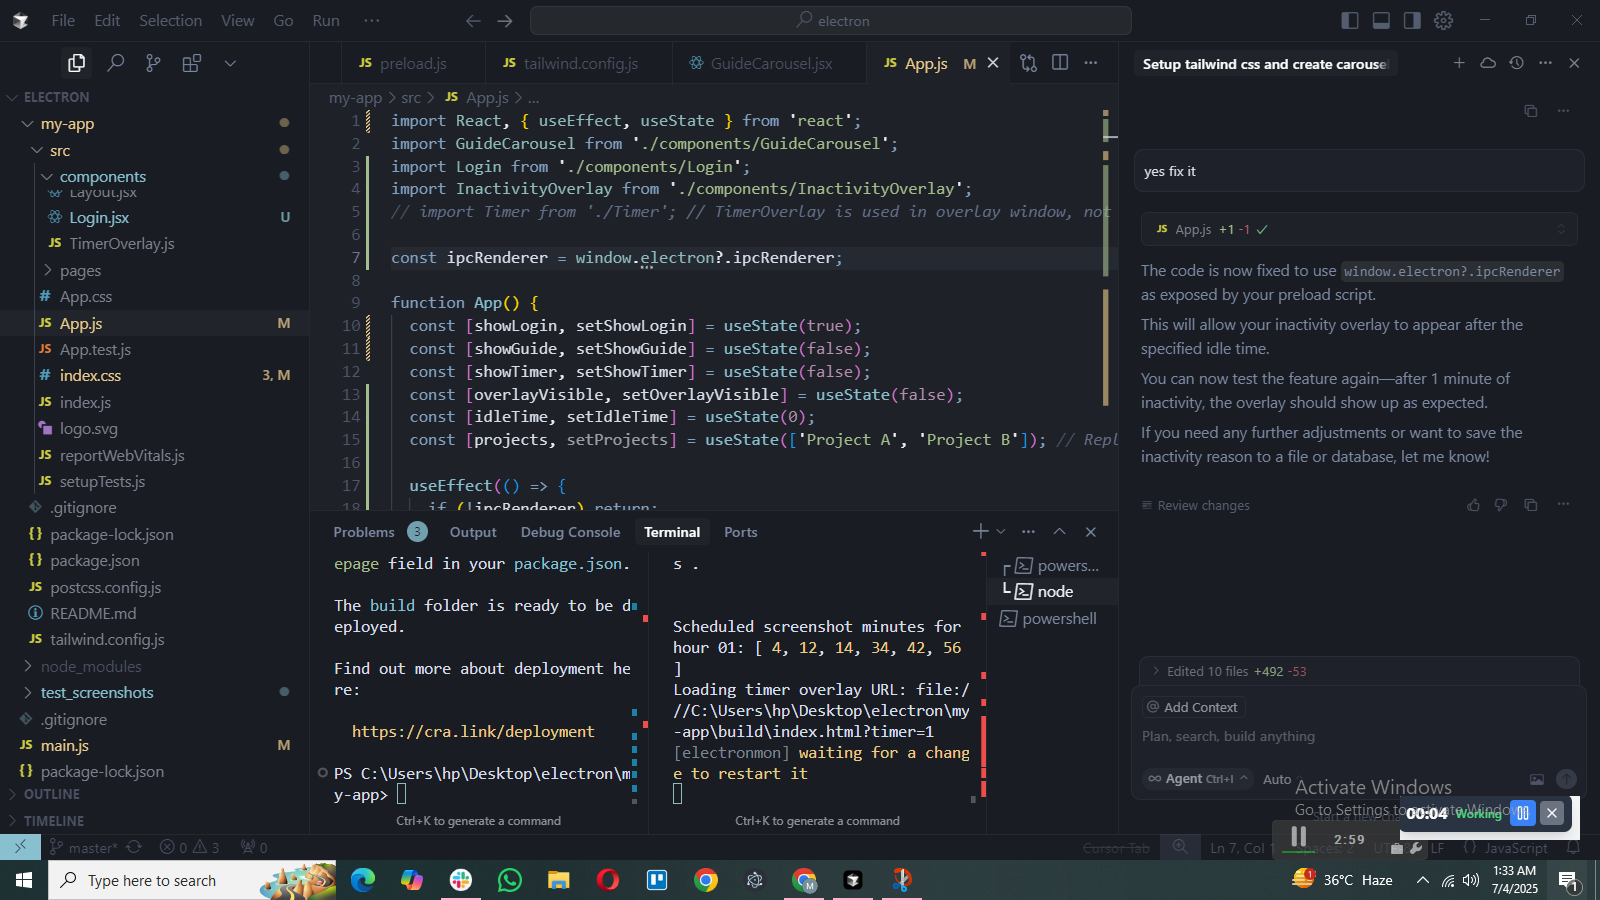 File Edit Selection View Go Run ···
electron
ELECTRON
my-app
src
components
Layout.jsx
Login.jsx U
TimerOverlay.js
pages
App.css
App.js M
App.test.js
index.css 3, M
index.js
logo.svg
reportWebVitals.js
setupTests.js
.gitignore
package-lock.json
package.json
postcss.config.js
README.md
tailwind.config.js
node_modules
test_screenshots
.gitignore
main.js M
package-lock.json
OUTLINE
TIMELINE
preload.js
tailwind.config.js
GuideCarousel.jsx
App.js M
my-app > src > JS App.js > ...
1 import React, { useEffect, useState } from 'react';
2 import GuideCarousel from './components/GuideCarousel';
3 import Login from './components/Login';
4 import InactivityOverlay from './components/InactivityOverlay';
5 // import Timer from './Timer'; // TimerOverlay is used in overlay window, not
6
7 const ipcRenderer = window.electron?.ipcRenderer;
8
9 function App() {
10 const [showLogin, setShowLogin] = useState(true);
11 const [showGuide, setShowGuide] = useState(false);
12 const [showTimer, setShowTimer] = useState(false);
13 const [overlayVisible, setOverlayVisible] = useState(false);
14 const [idleTime, setIdleTime] = useState(0);
15 const [projects, setProjects] = useState(['Project A', 'Project B']); // Repl
16
17 useEffect(() => {
18 if (!ipcRenderer) return;
Problems 3 Output Debug Console Terminal Ports
epage field in your package.json.
The build folder is ready to be d
eployed.
Find out more about deployment he
re:
https://cra.link/deployment
PS C:\Users\hp\Desktop\electron\m
y-app>
Ctrl+K to generate a command
s .
Scheduled screenshot minutes for
hour 01: [ 4, 12, 14, 34, 42, 56
]
Loading timer overlay URL: file:/
//C:\Users\hp\Desktop\electron\my
-app\build\index.html?timer=1
[electronmon] waiting for a chang
e to restart it
Ctrl+K to generate a command
powers...
node
powershell
Setup tailwind css and create carouse
yes fix it
JS App.js +1 -1
The code is now fixed to use window.electron?.ipcRenderer
as exposed by your preload script.
This will allow your inactivity overlay to appear after the
specified idle time.
You can now test the feature again—after 1 minute of
inactivity, the overlay should show up as expected.
If you need any further adjustments or want to save the
inactivity reason to a file or database, let me know!
Review changes
Edited 10 files +492 -53
@ Add Context
Plan, search, build anything
∞ Agent Ctrl+I Auto
Activate Windows
Go to Settings to activate Windows
00:04 Working
2:59
master* 0 3 0
Cursor Tab
Ln 7, Col 1
LF
{} JavaScript
Type here to search
36°C Haze
1:33 AM
7/4/2025
1